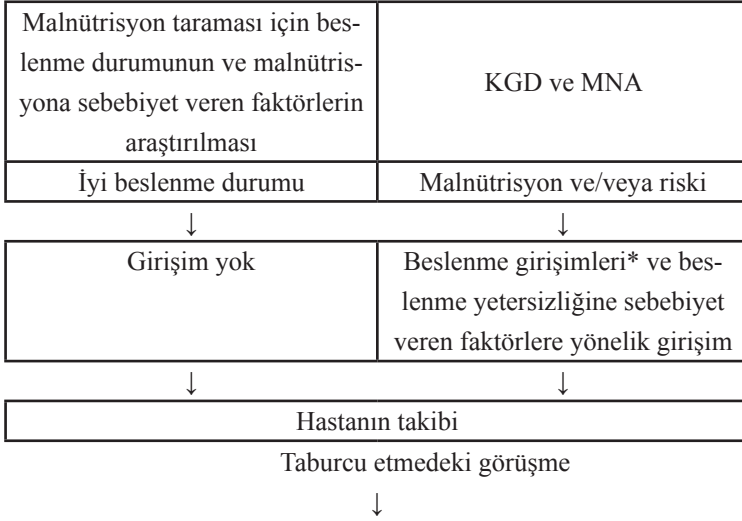 Malnütrisyon taraması için bes-
lenme durumunun ve malnütris-
yona sebebiyet veren faktörlerin
araştırılması
KGD ve MNA
İyi beslenme durumu
Malnütrisyon ve/veya riski
↓
↓
Girişim yok
Beslenme girişimleri* ve bes-
lenme yetersizliğine sebebiyet
veren faktörlere yönelik girişim
↓
↓
Hastanın takibi
Taburcu etmedeki görüşme
↓